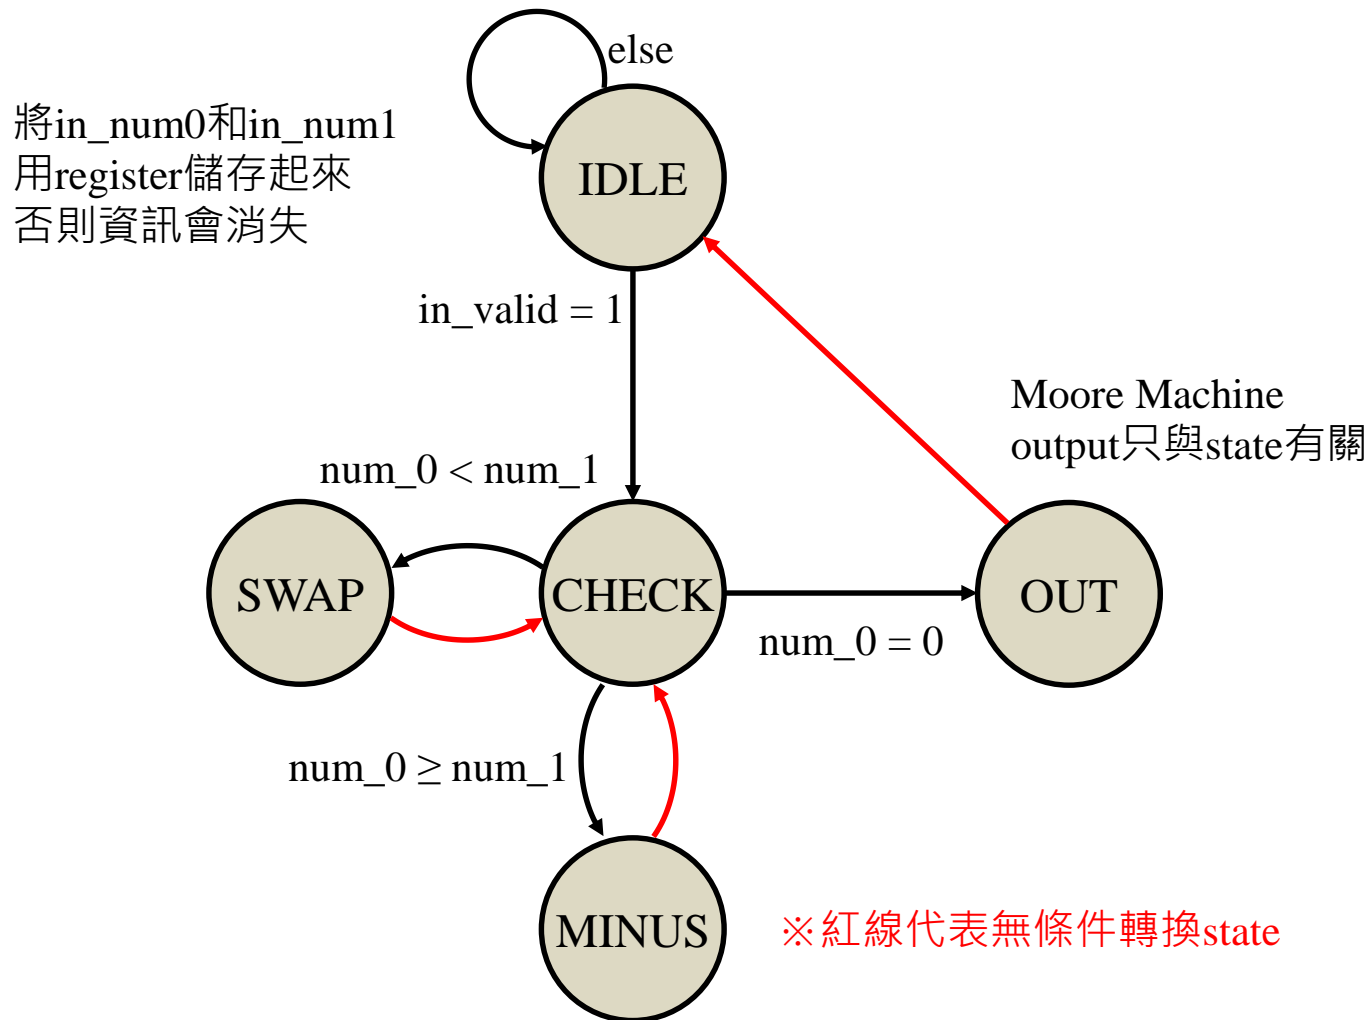 else
將in_num0和in_num1
用register儲存起來
否則資訊會消失
IDLE
in_valid = 1
Moore Machine
output只與state有關
num_0 < num_1
SWAP
CHECK
OUT
num_0 = 0
num_0 ≥ num_1
MINUS
※紅線代表無條件轉換state